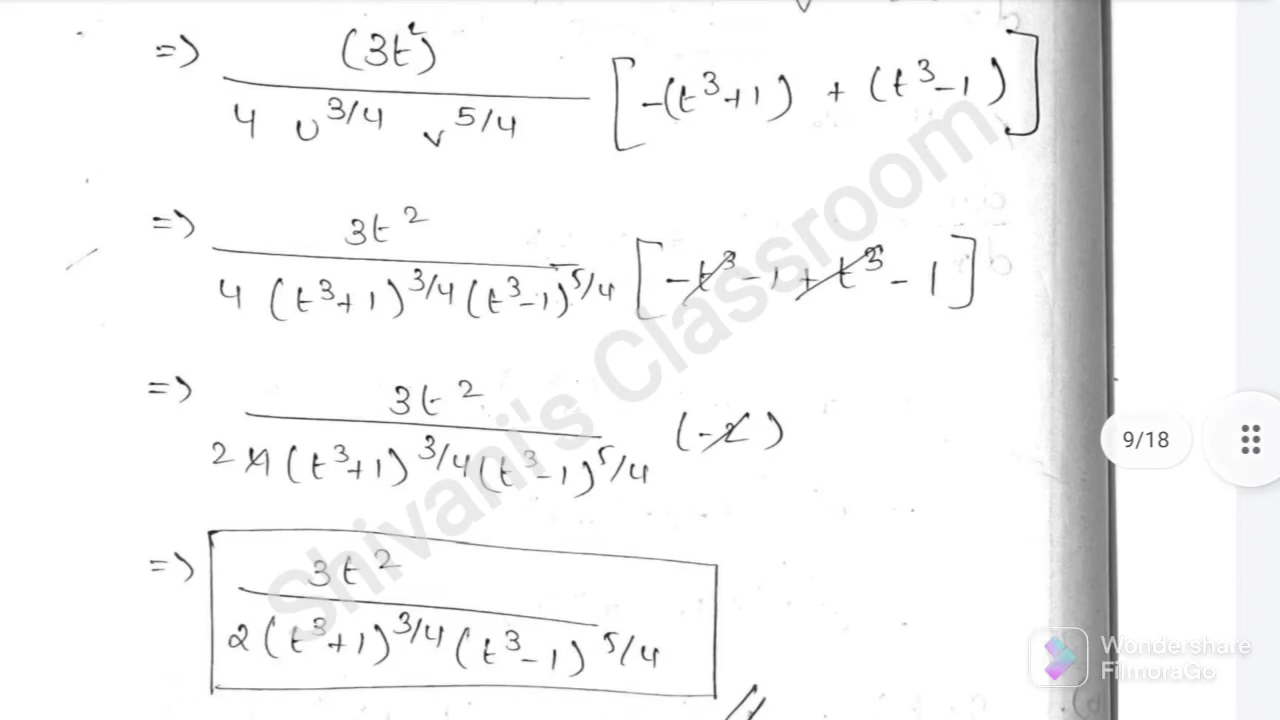 => (3t²) / 4 u^3/4 v^5/4 [-(t³+1) + (t³-1)]
=> 3t² / 4 (t³+1)^3/4 (t³-1)^5/4 [-t³ -1 + t³ -1]
=> 3t² / 2 4 (t³+1)^3/4 (t³-1)^5/4 (-2)
9/18
=> 3t² / 2 (t³+1)^3/4 (t³-1)^5/4
Shivani's Classroom
Wondershare
FilmoraGo